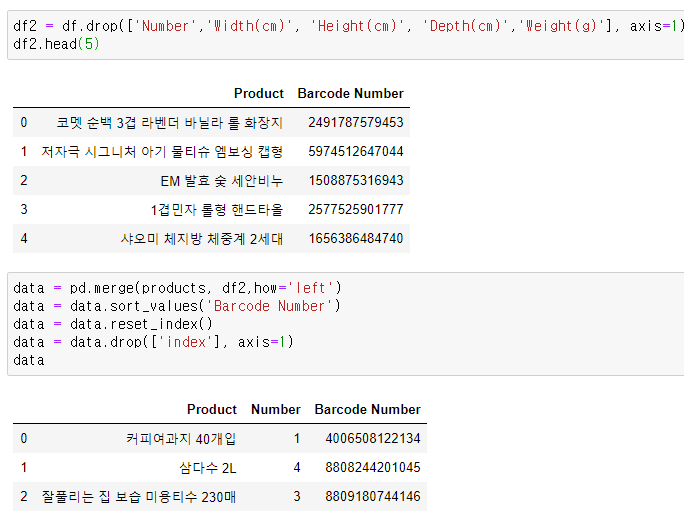 df2 = df.drop(['Number','Width(cm)', 'Height(cm)', 'Depth(cm)','Weight(g)'], axis=1)
df2.head(5)
Product Barcode Number
0 코멧 순백 3겹 라벤더 바닐라 롤 화장지 2491787579453
1 저자극 시그니처 아기 물티슈 엠보싱 캡형 5974512647044
2 EM 발효 숯 세안비누 1508875316943
3 1겹민자 롤형 핸드타올 2577525901777
4 샤오미 체지방 체중계 2세대 1656386484740
data = pd.merge(products, df2,how='left')
data = data.sort_values('Barcode Number')
data = data.reset_index()
data = data.drop(['index'], axis=1)
data
Product Number Barcode Number
0 커피여과지 40개입 1 4006508122134
1 삼다수 2L 4 8808244201045
2 잘풀리는 집 보습 미용티수 230매 3 8809180744146